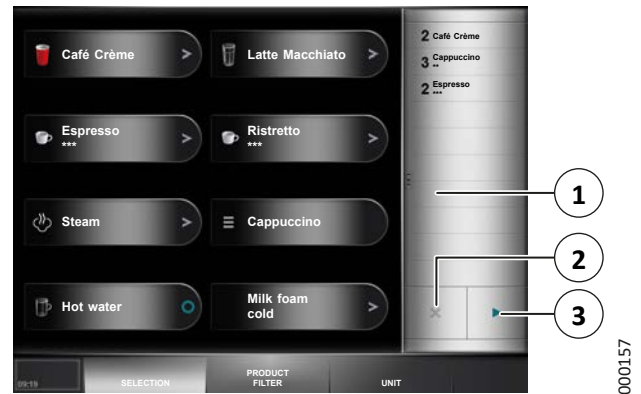 Café Crème
Latte Macchiato
Espresso
***
Ristretto
***
Steam
Cappuccino
Hot water
Milk foam
cold
2 Café Crème
3 Cappuccino
**
2 Espresso
***
1
2
3
09:19
SELECTION
PRODUCT
FILTER
UNIT
000157